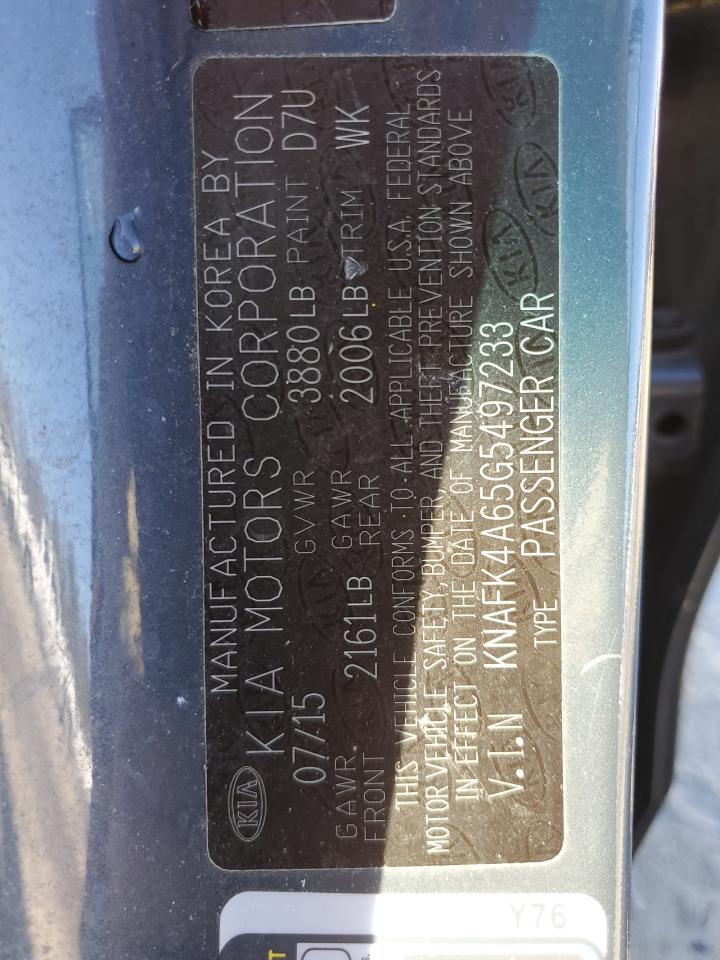 MANUFACTURED IN KOREA BY
KIA KIA MOTORS CORPORATION
07/15 GVWR 3880LB PAINT D7U
GAWR FRONT 2161LB GAWR REAR 2006LB TRIM WK
THIS VEHICLE CONFORMS TO ALL APPLICABLE U.S.A. FEDERAL
MOTOR VEHICLE SAFETY, BUMPER, AND THEFT PREVENTION STANDARDS
IN EFFECT ON THE DATE OF MANUFACTURE SHOWN ABOVE
V.I.N KNAFK4A65G5497233
TYPE PASSENGER CAR
Y76